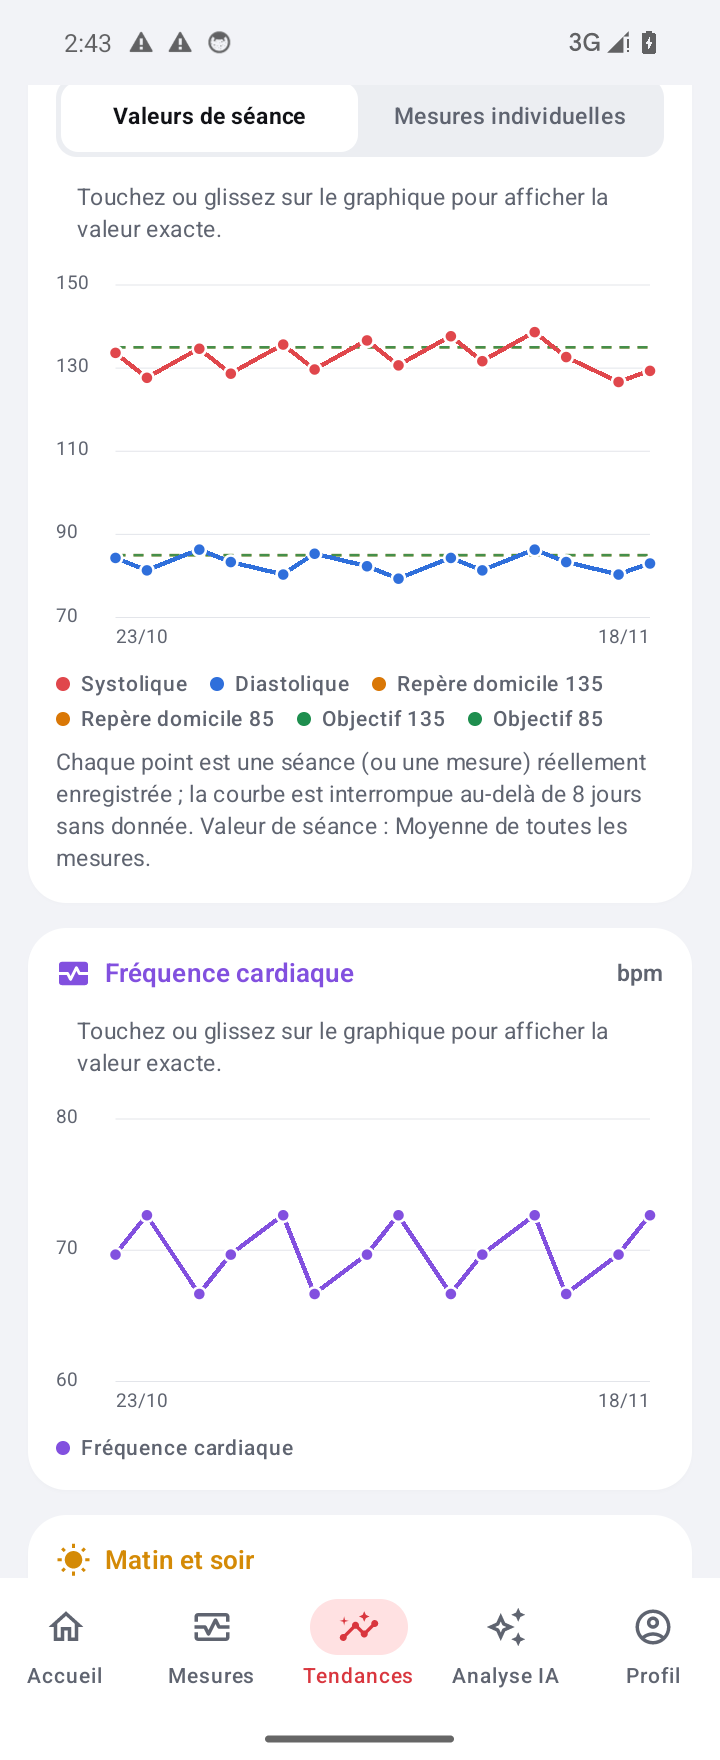 2:43
3G
Valeurs de séance
Mesures individuelles
Touchez ou glissez sur le graphique pour afficher la
valeur exacte.
150
130
110
90
70
23/10
18/11
Systolique
Diastolique
Repère domicile 135
Repère domicile 85
Objectif 135
Objectif 85
Chaque point est une séance (ou une mesure) réellement
enregistrée ; la courbe est interrompue au-delà de 8 jours
sans donnée. Valeur de séance : Moyenne de toutes les
mesures.
Fréquence cardiaque
bpm
Touchez ou glissez sur le graphique pour afficher la
valeur exacte.
80
70
60
23/10
18/11
Fréquence cardiaque
Matin et soir
Accueil
Mesures
Tendances
Analyse IA
Profil